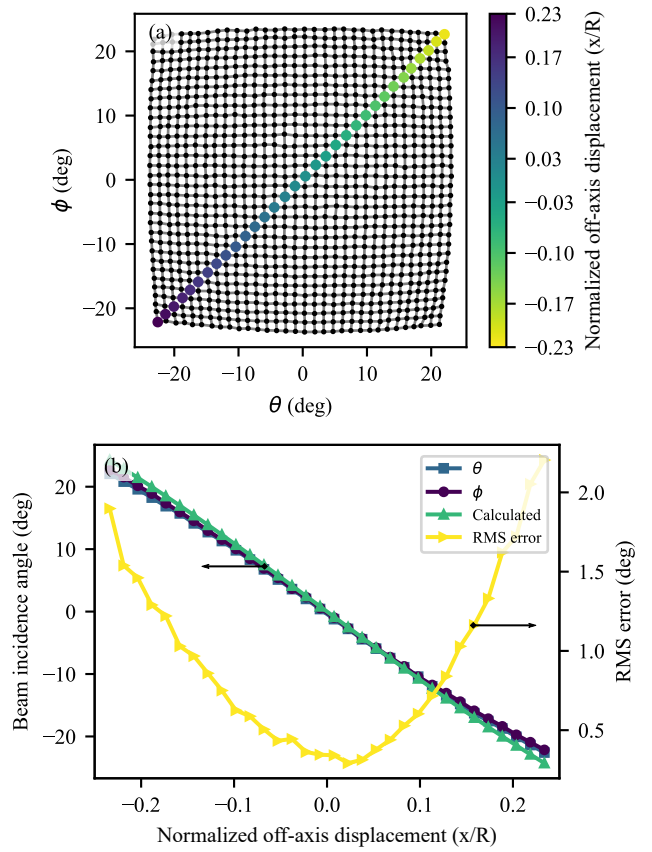 (a)
20
10
0
−10
−20
ϕ (deg)
−20
−10
0
10
20
θ (deg)
0.23
0.17
0.10
0.03
−0.03
−0.10
−0.17
−0.23
Normalized off-axis displacement (x/R)
(b)
20
10
0
−10
−20
Beam incidence angle (deg)
θ
ϕ
Calculated
RMS error
2.0
1.5
1.0
0.5
RMS error (deg)
−0.2
−0.1
0.0
0.1
0.2
Normalized off-axis displacement (x/R)